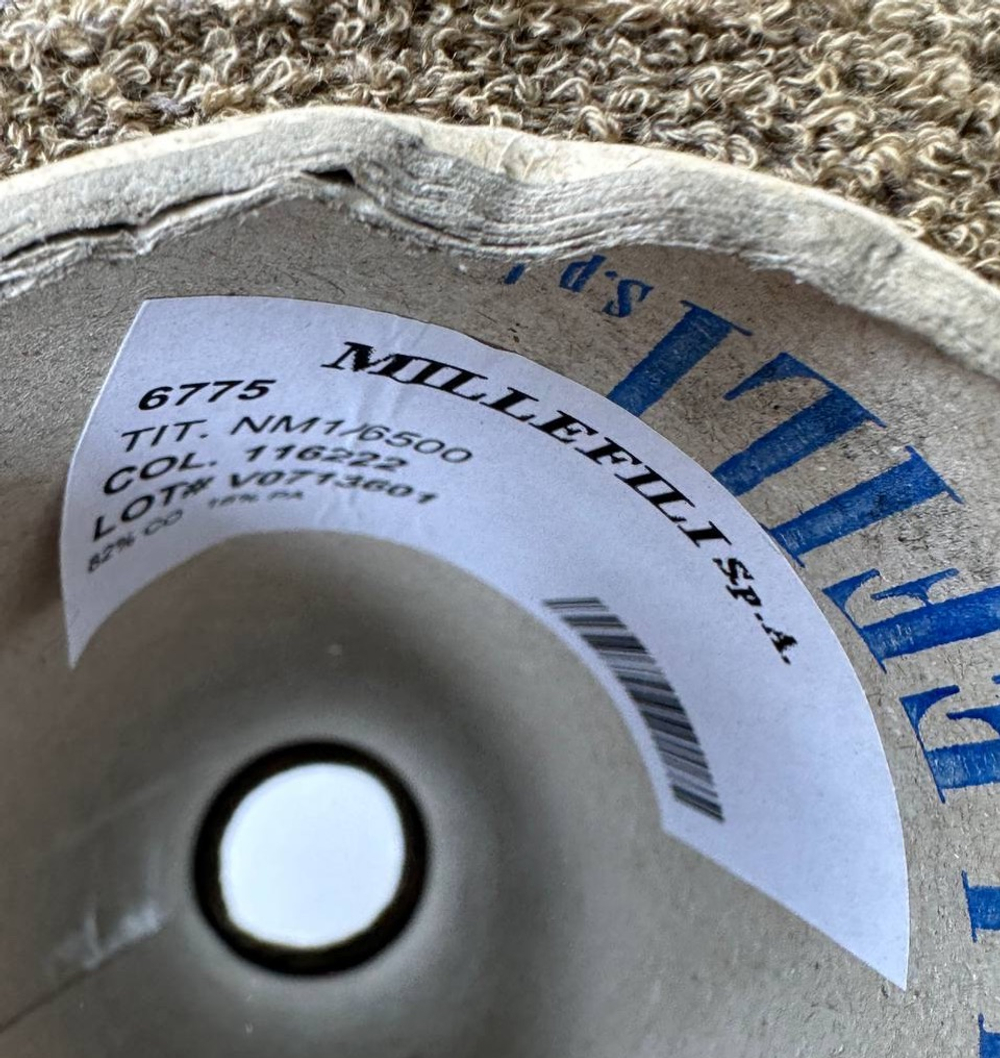 MILLEFILI S.p.A.
6775
TIT. NM1/6500
COL. 116222
LOT# V0713601
82% CO 18% PA
S.p.